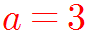 a = 3